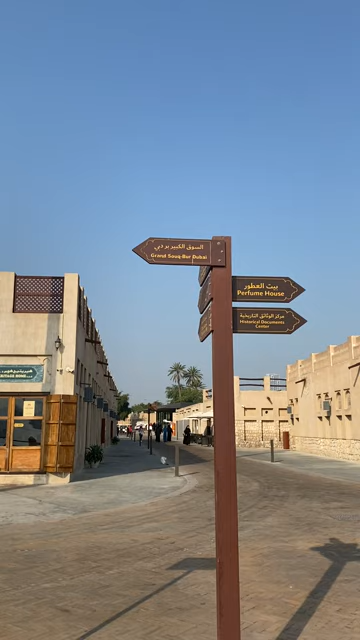 السوق الكبير بر دبي
Grand Souq-Bur Dubai
بيت العطور
Perfume House
مركز الوثائق التاريخية
Historical Documents
Center